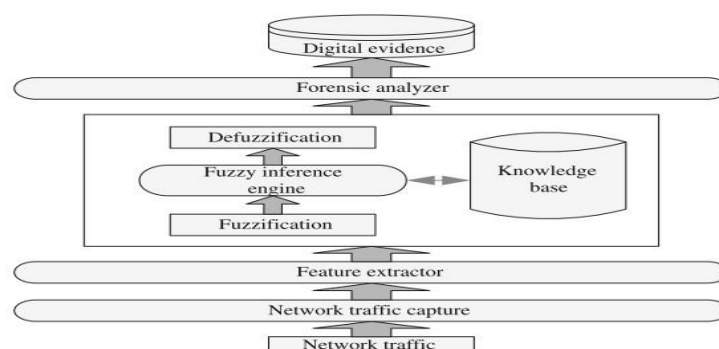 Digital evidence
Forensic analyzer
Defuzzification
Fuzzy inference
engine
Knowledge
base
Fuzzification
Feature extractor
Network traffic capture
Network traffic